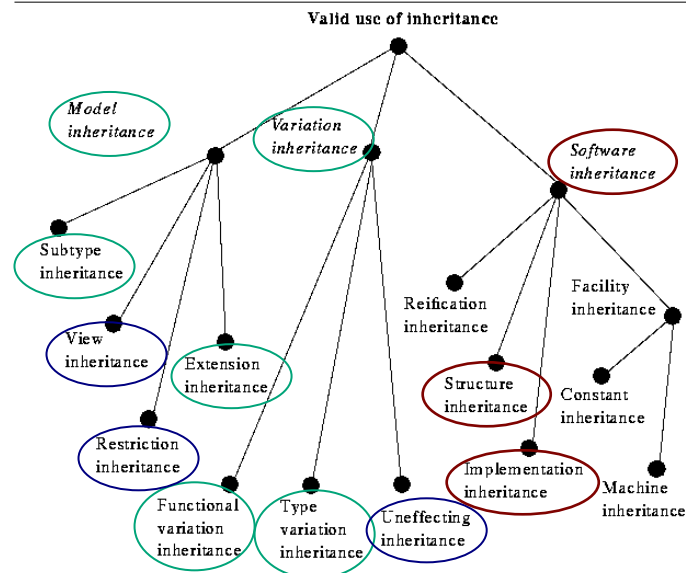 Valid use of inheritance
Model
inheritance
Variation
inheritance
Software
inheritance
Subtype
inheritance
View
inheritance
Extension
inheritance
Restriction
inheritance
Functional
variation
inheritance
Type
variation
inheritance
Uneffecting
inheritance
Reification
inheritance
Facility
inheritance
Structure
inheritance
Constant
inheritance
Implementation
inheritance
Machine
inheritance